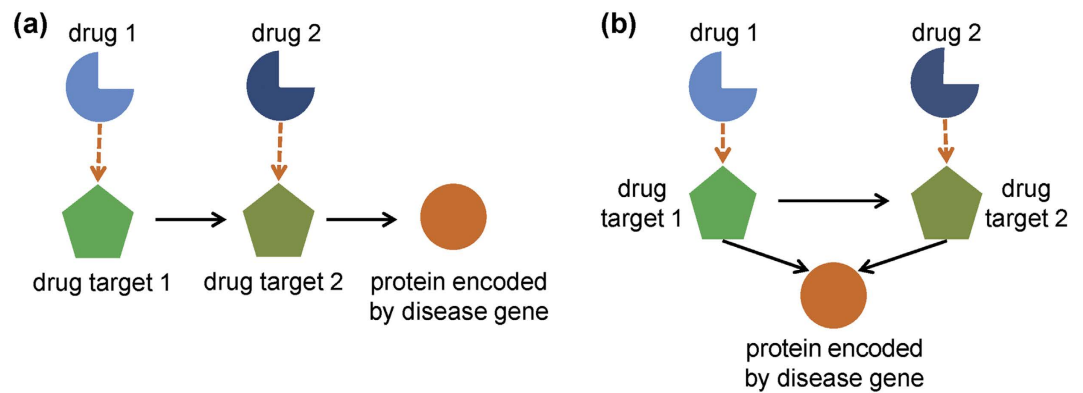 (a)
drug 1
drug 2
drug target 1
drug target 2
protein encoded
by disease gene
(b)
drug 1
drug 2
drug
target 1
drug
target 2
protein encoded
by disease gene